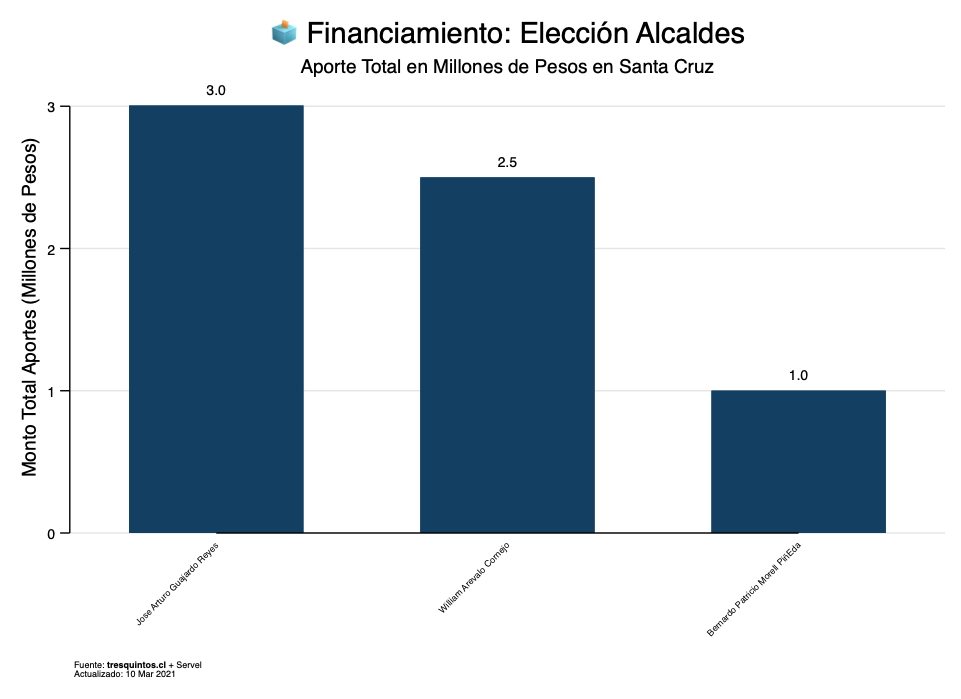 🗳️ Financiamiento: Elección Alcaldes
Aporte Total en Millones de Pesos en Santa Cruz
Monto Total Aportes (Millones de Pesos)
3
2
1
0
3.0
2.5
1.0
Jose Arturo Guajardo Reyes
William Arevalo Cornejo
Bernardo Patricio Morell PiñEda
Fuente: tresquintos.cl + Servel
Actualizado: 10 Mar 2021